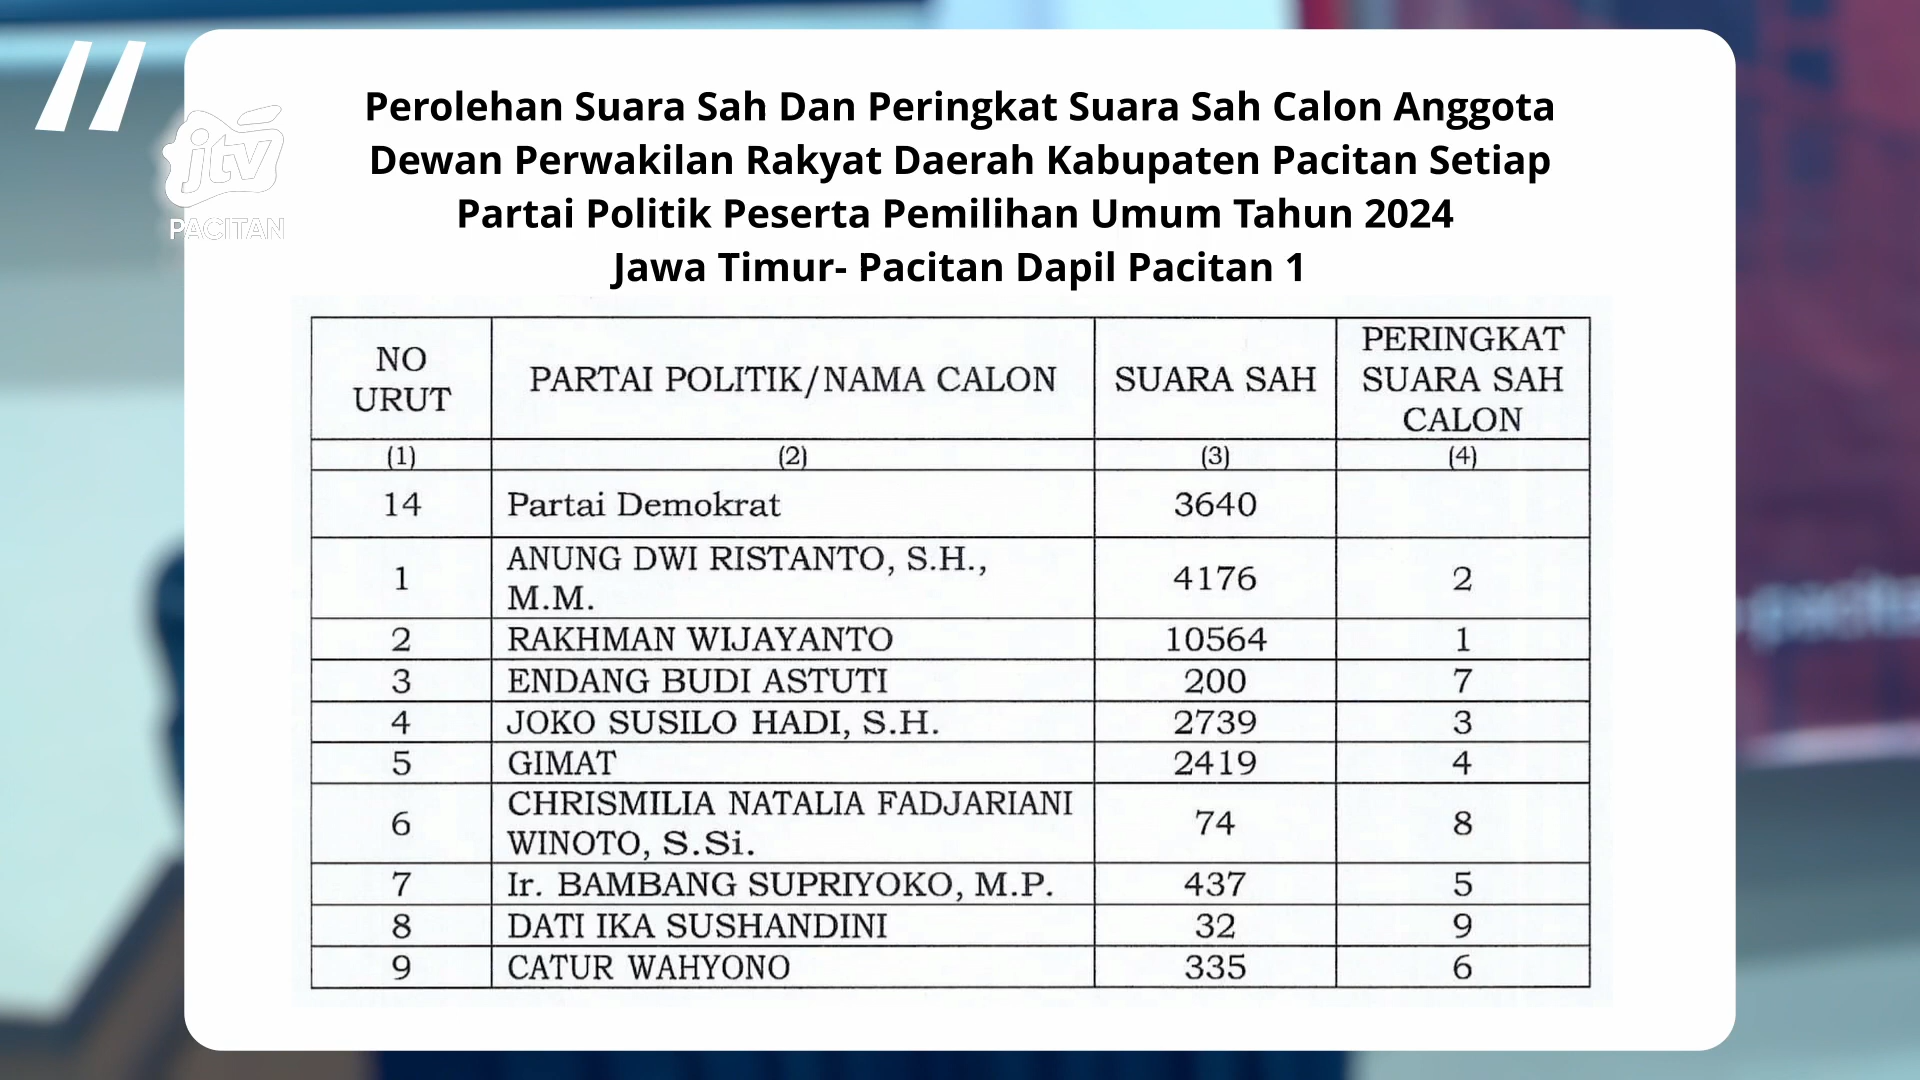 jtv
PACITAN
Perolehan Suara Sah Dan Peringkat Suara Sah Calon Anggota
Dewan Perwakilan Rakyat Daerah Kabupaten Pacitan Setiap
Partai Politik Peserta Pemilihan Umum Tahun 2024
Jawa Timur- Pacitan Dapil Pacitan 1
NO URUT PARTAI POLITIK/NAMA CALON SUARA SAH PERINGKAT SUARA SAH CALON
(1) (2) (3) (4)
14 Partai Demokrat 3640
1 ANUNG DWI RISTANTO, S.H., M.M. 4176 2
2 RAKHMAN WIJAYANTO 10564 1
3 ENDANG BUDI ASTUTI 200 7
4 JOKO SUSILO HADI, S.H. 2739 3
5 GIMAT 2419 4
6 CHRISMILIA NATALIA FADJARIANI WINOTO, S.Si. 74 8
7 Ir. BAMBANG SUPRIYOKO, M.P. 437 5
8 DATI IKA SUSHANDINI 32 9
9 CATUR WAHYONO 335 6